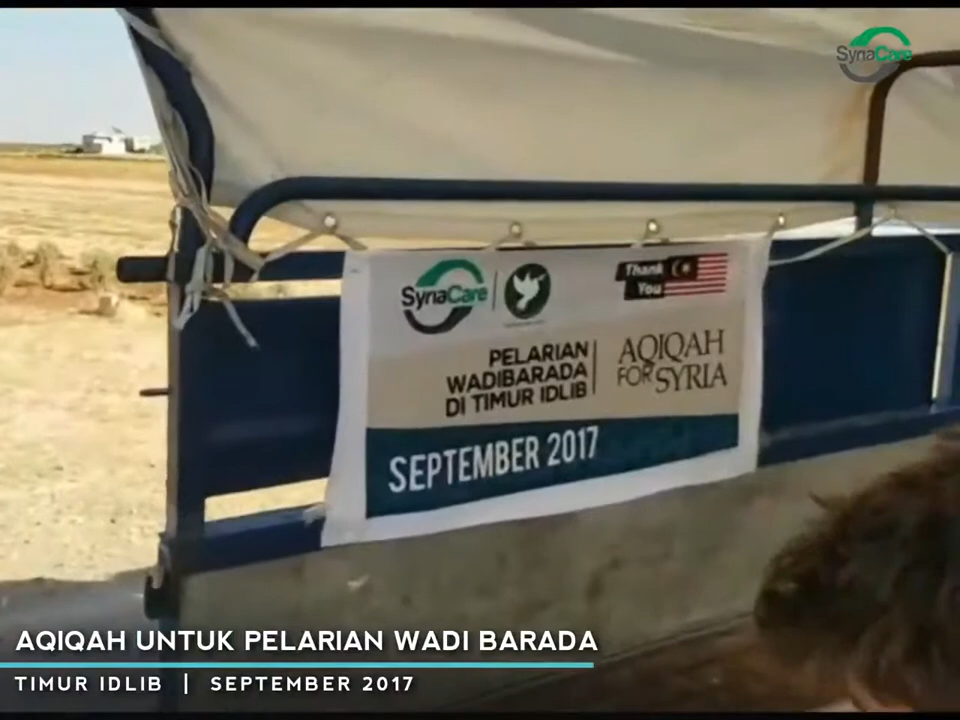 SyriaCare
SyriaCare
Thank
You
PELARIAN
WADIBARADA
DI TIMUR IDLIB
AQIQAH
FOR SYRIA
SEPTEMBER 2017
AQIQAH UNTUK PELARIAN WADI BARADA
TIMUR IDLIB | SEPTEMBER 2017